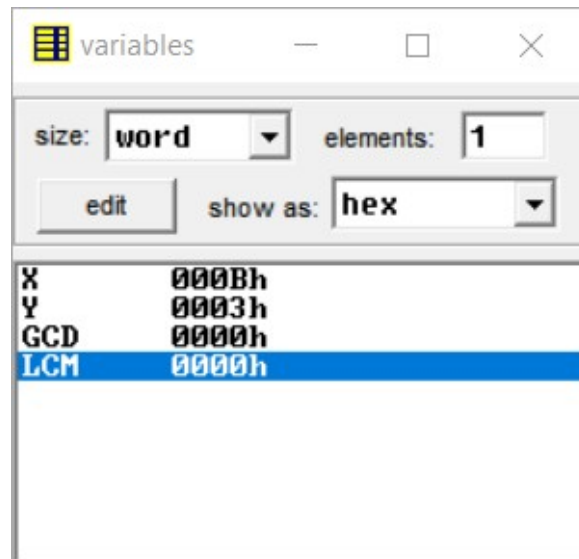 variables
size: word elements: 1
edit show as: hex
X 000Bh
Y 0003h
GCD 0000h
LCM 0000h